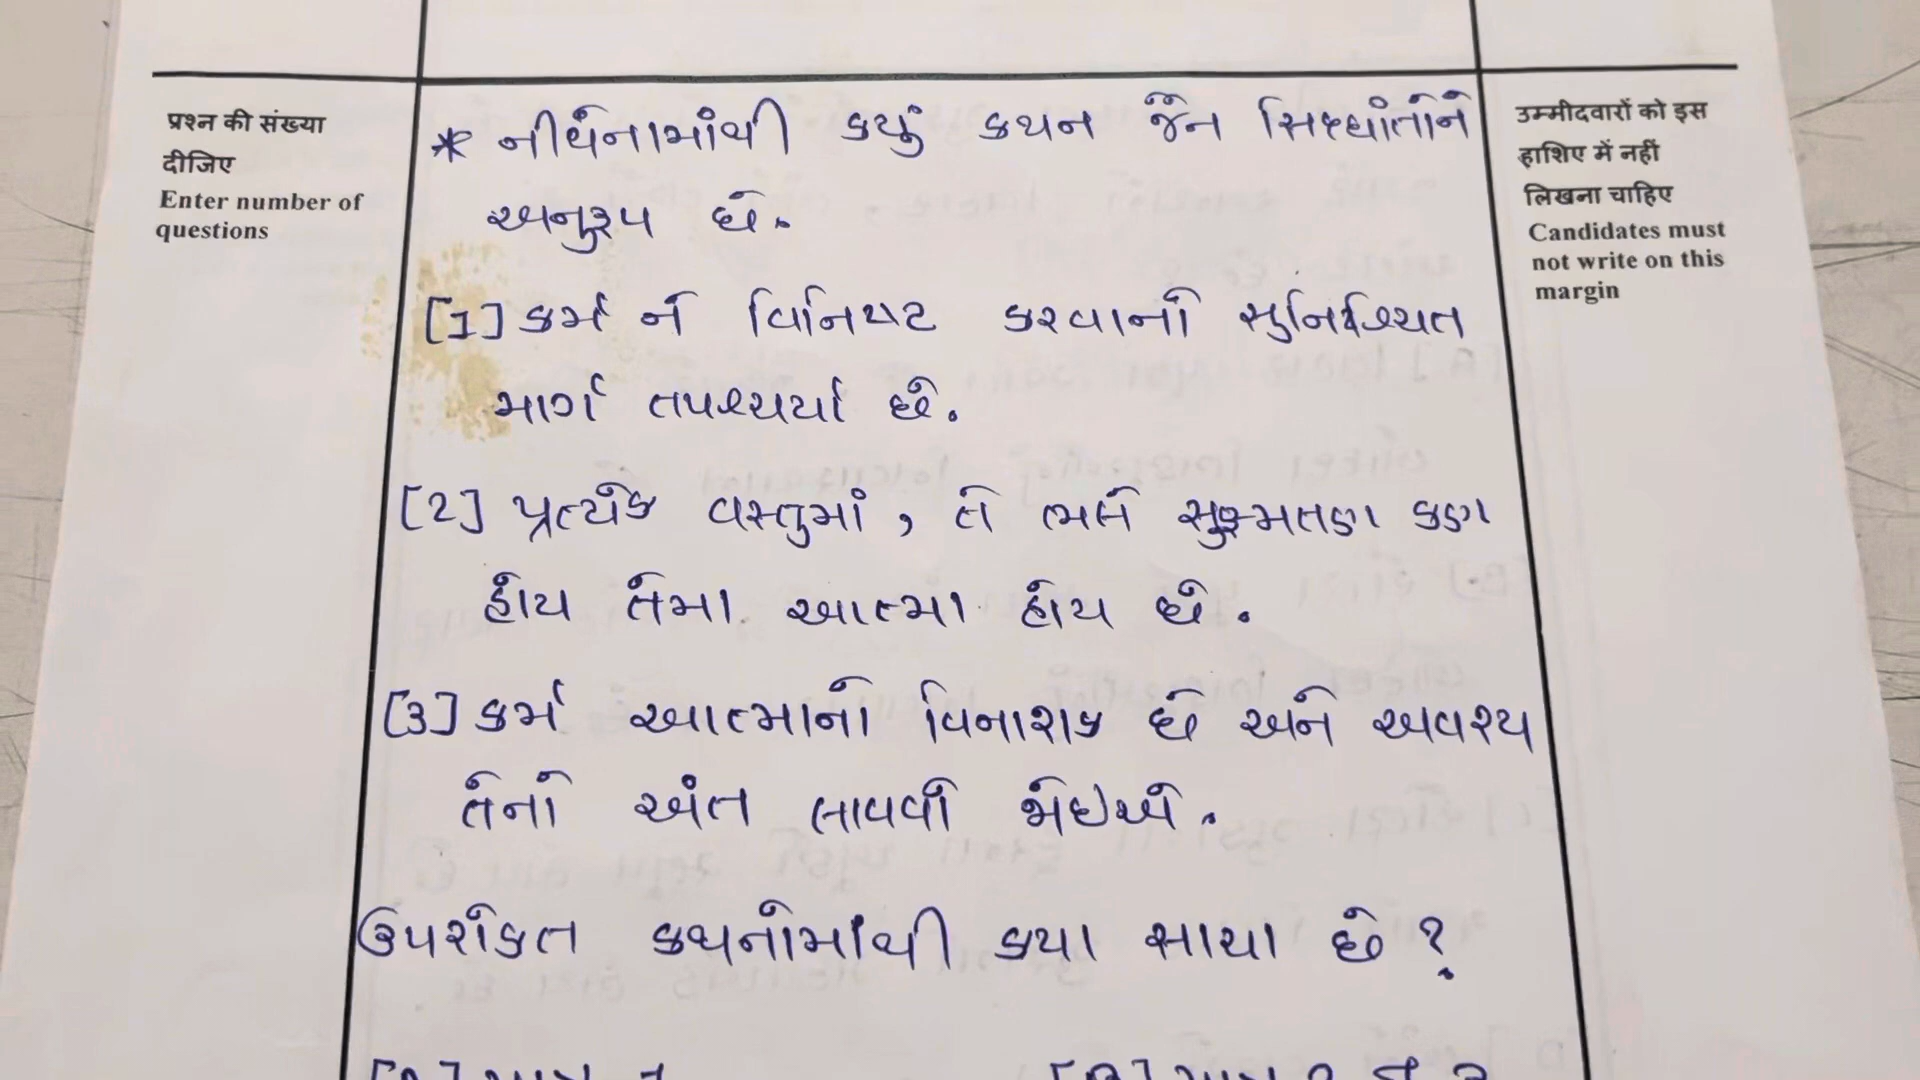 प्रश्न की संख्या
दीजिए
Enter number of
questions
* નીચેનામાંથી કયું કથન જૈન સિદ્ધાંતોને
અનુરૂપ છે.
[1] કર્મ ને વિનિષ્ટ કરવાનો સુનિશ્ચિત
માર્ગ તપશ્ચર્યા છે.
[2] પ્રત્યેક વસ્તુમાં, તે ભલે સુક્ષ્મતણા કણ
હોય તેમા આત્મા હોય છે.
[3] કર્મ આત્માનો વિનાશક છે અને અવશ્ય
તેનો અંત લાવવો જોઇએ.
ઉપરોક્ત કથનોમાંથી કયા સાચા છે?
उम्मीदवारों को इस
हाशिए में नहीं
लिखना चाहिए
Candidates must
not write on this
margin